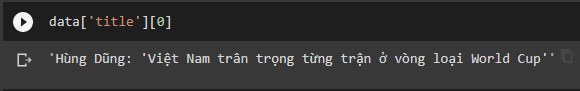 data['title'][0]
'Hùng Dũng: 'Việt Nam trân trọng từng trận ở vòng loại World Cup''